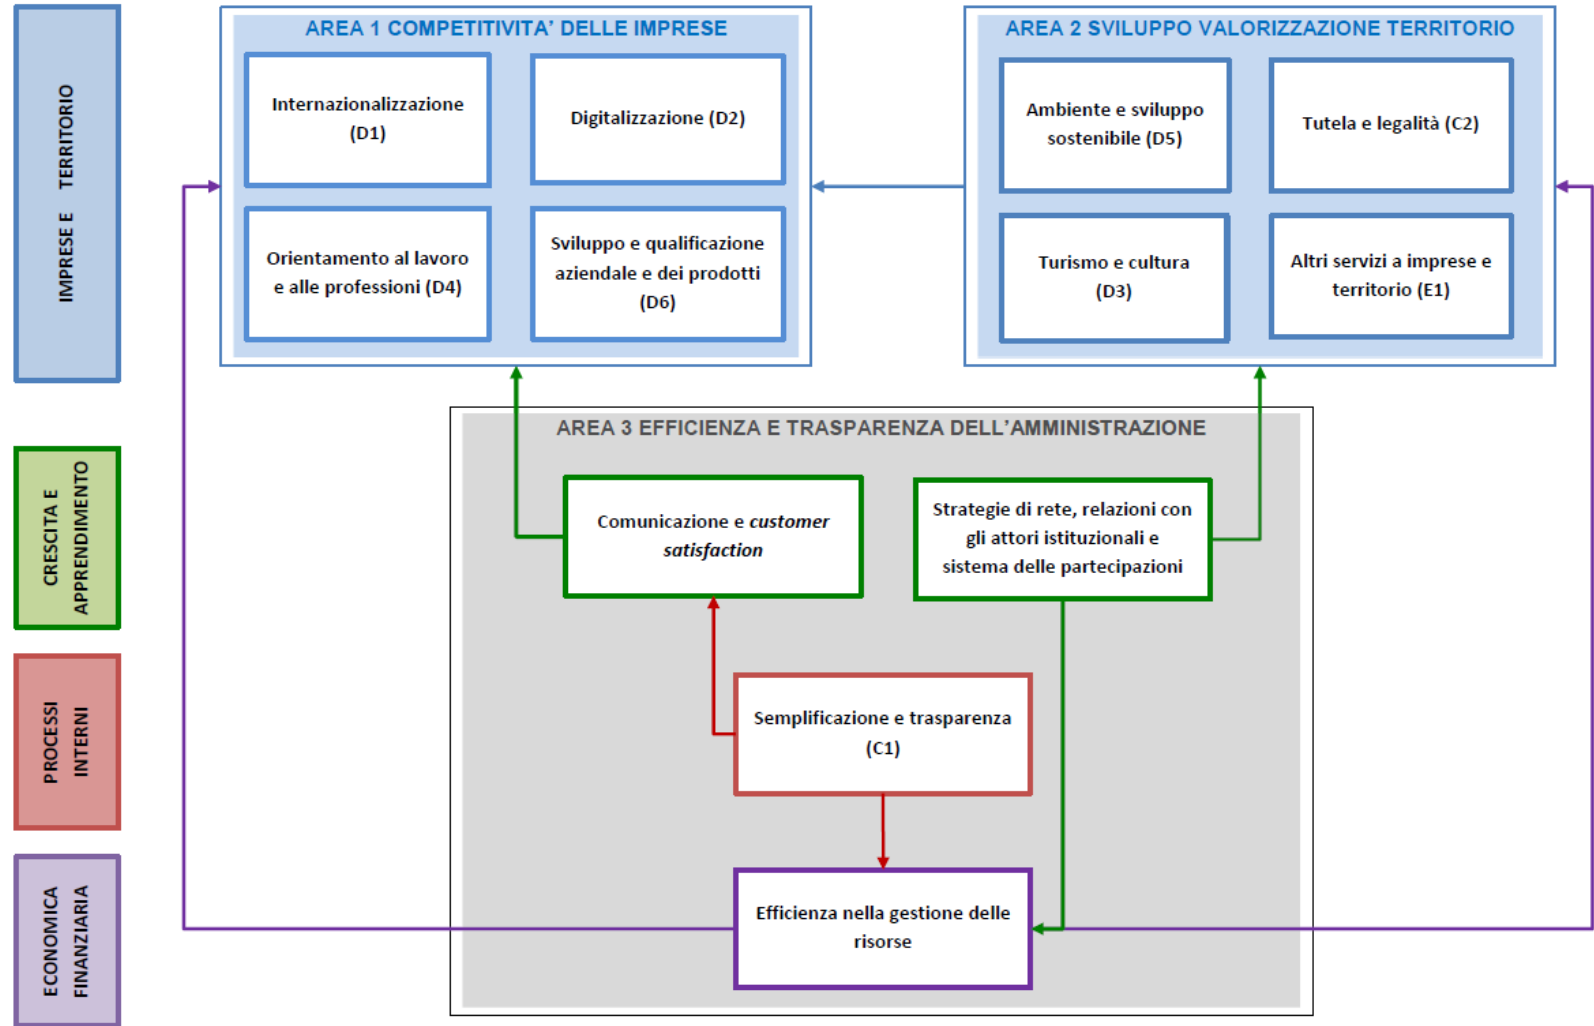 IMPRESE E TERRITORIO
AREA 1 COMPETITIVITA' DELLE IMPRESE
Internazionalizzazione
(D1)
Digitalizzazione (D2)
Orientamento al lavoro
e alle professioni (D4)
Sviluppo e qualificazione
aziendale e dei prodotti
(D6)
AREA 2 SVILUPPO VALORIZZAZIONE TERRITORIO
Ambiente e sviluppo
sostenibile (D5)
Tutela e legalità (C2)
Turismo e cultura
(D3)
Altri servizi a imprese e
territorio (E1)
AREA 3 EFFICIENZA E TRASPARENZA DELL'AMMINISTRAZIONE
CRESCITA E
APPRENDIMENTO
Comunicazione e customer
satisfaction
Strategie di rete, relazioni con
gli attori istituzionali e
sistema delle partecipazioni
PROCESSI
INTERNI
Semplificazione e trasparenza
(C1)
ECONOMICA
FINANZIARIA
Efficienza nella gestione delle
risorse